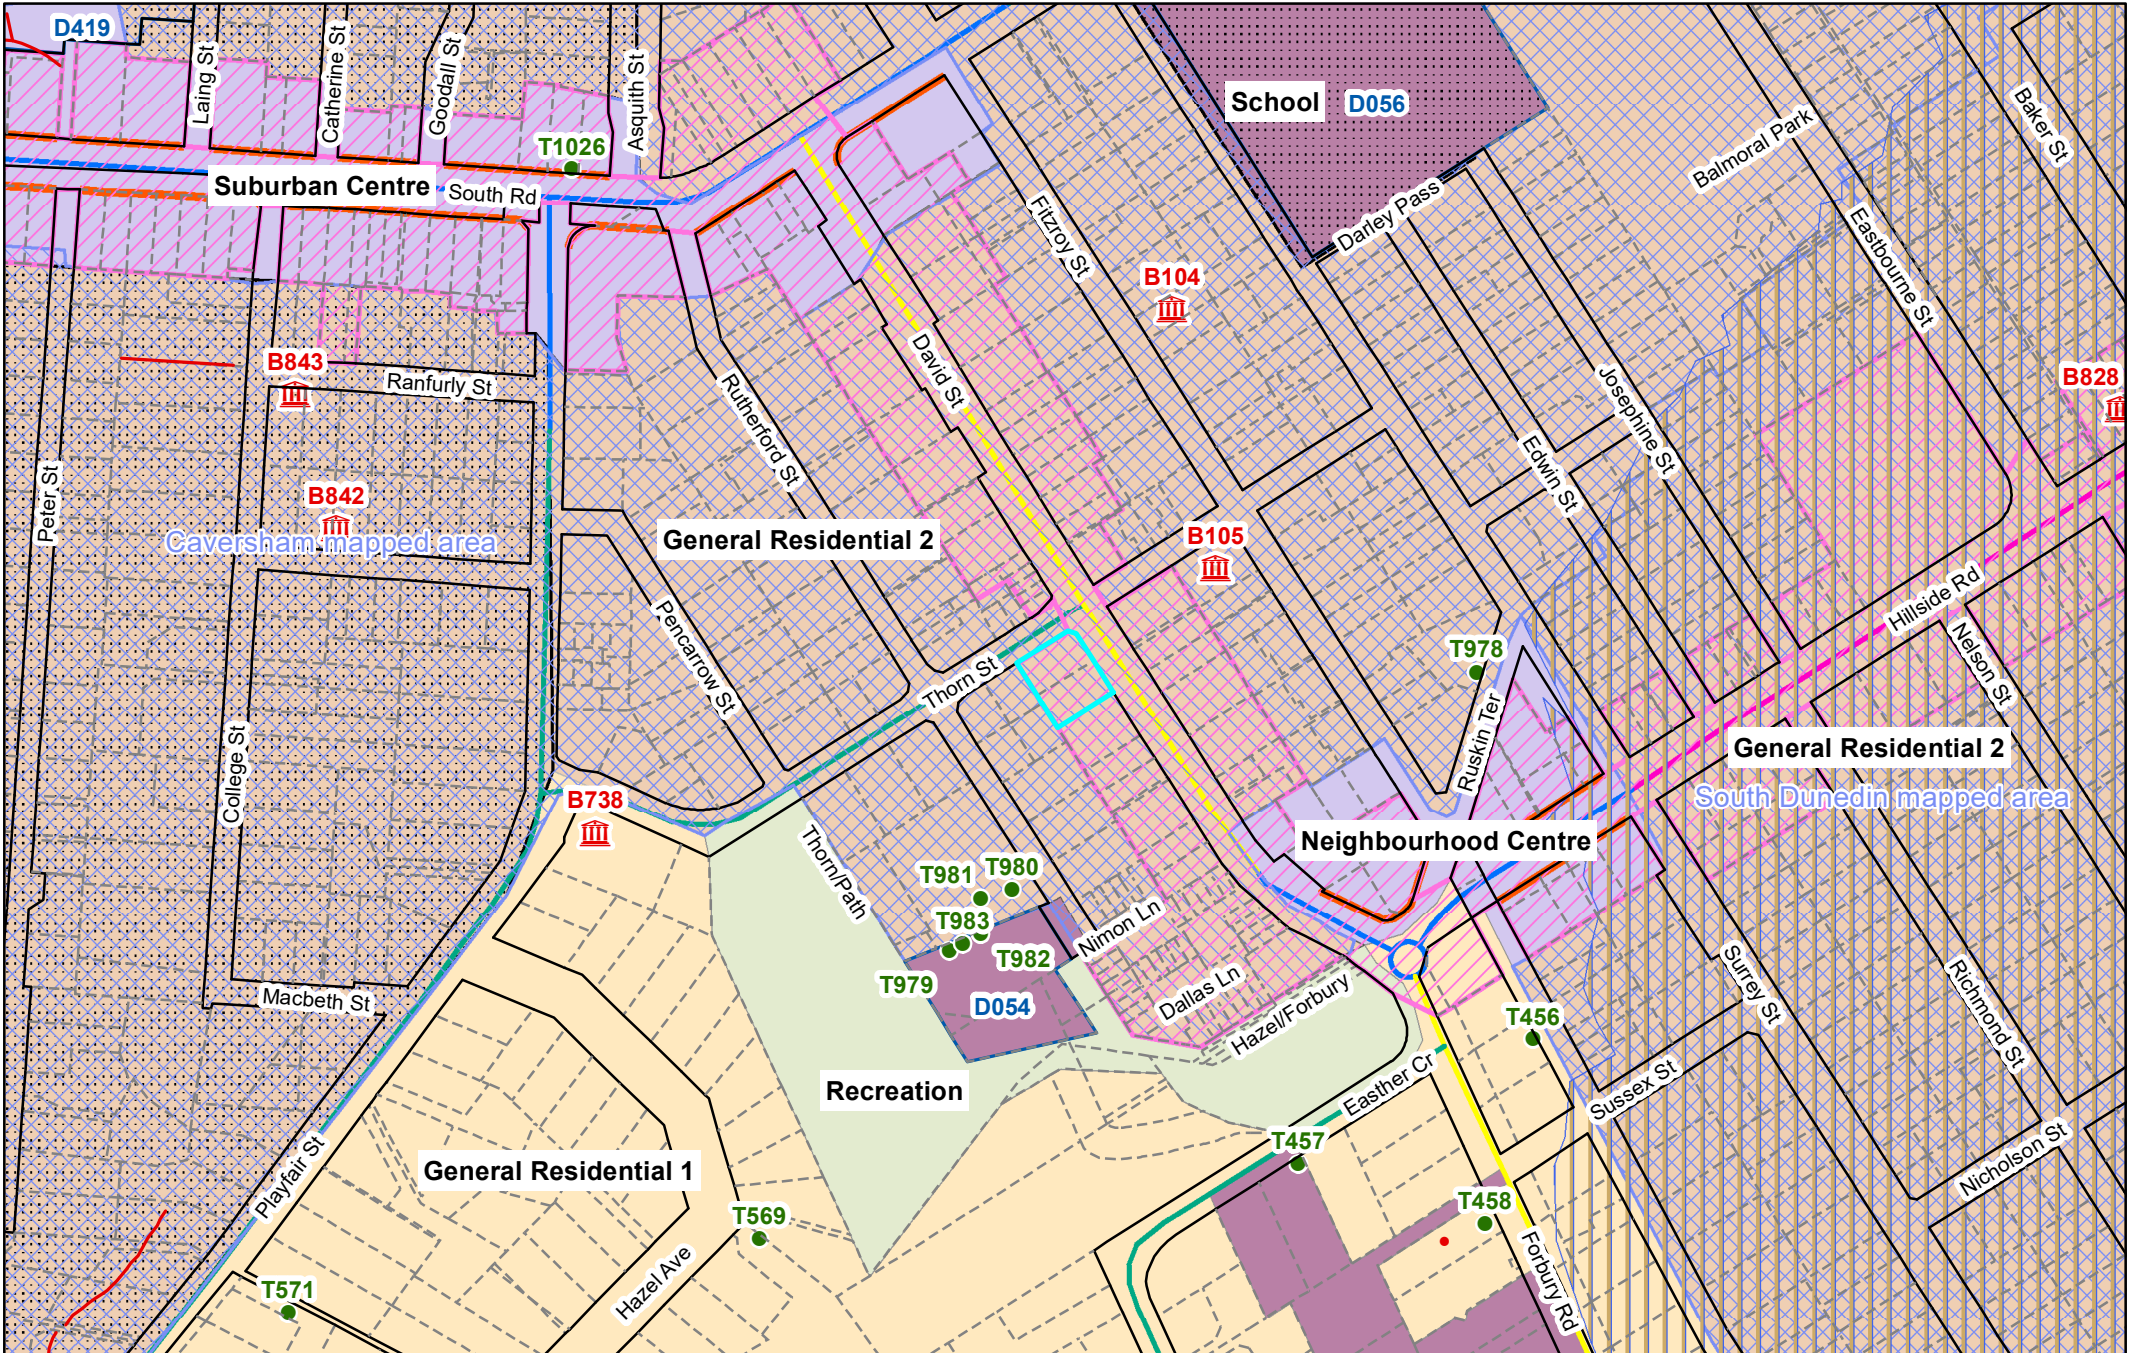 D419
Laing St
Catherine St
Goodall St
Asquith St
T1026
School
D056
Baker St
Balmoral Park
Suburban Centre
South Rd
Darley Pass
Fitzroy St
Eastbourne St
B104
B843
Ranfurly St
David St
Rutherford St
Josephine St
B828
Peter St
B842
Caversham mapped area
Edwin St
General Residential 2
B105
Hillside Rd
Pencarrow St
T978
Nelson St
Thorn St
Ruskin Ter
General Residential 2
South Dunedin mapped area
College St
B738
Neighbourhood Centre
Thorn/Path
T981
T980
T983
Nimon Ln
T982
T979
D054
Surrey St
Richmond St
Macbeth St
Dallas Ln
Hazel/Forbury
T456
Recreation
Easther Cr
Sussex St
T457
Nicholson St
General Residential 1
Playfair St
T569
T458
Hazel Ave
Forbury Rd
T571